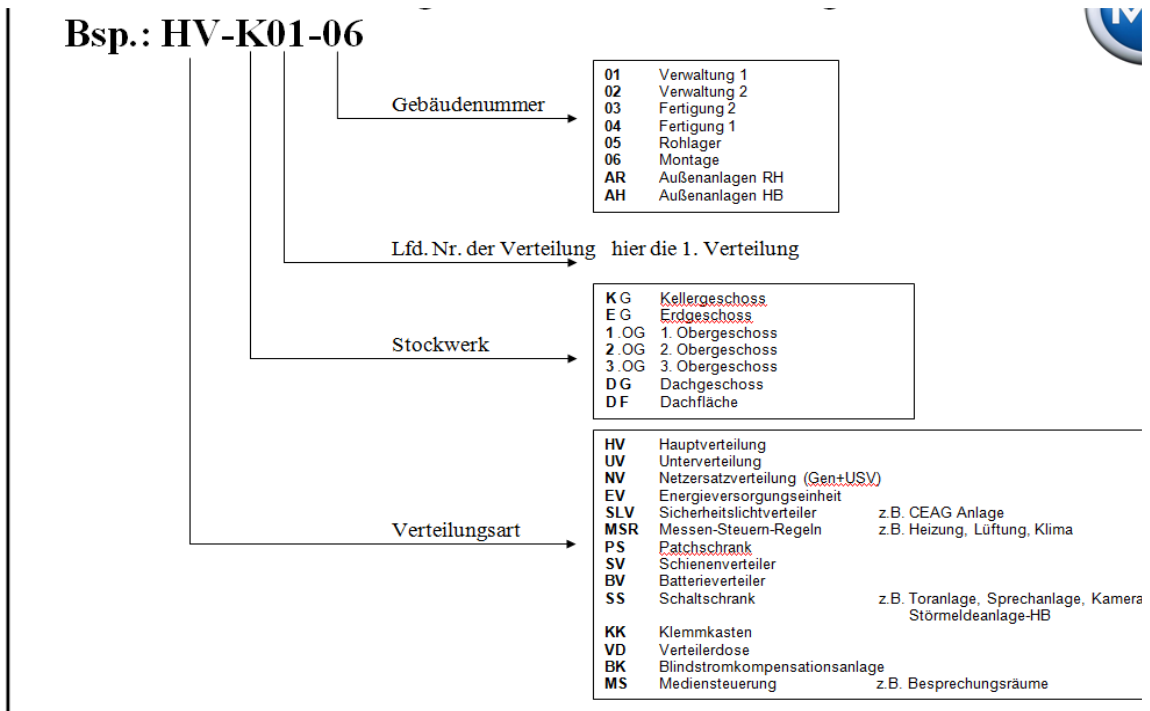 Bsp.: HV-K01-06
Gebäudenummer
01 Verwaltung 1
02 Verwaltung 2
03 Fertigung 2
04 Fertigung 1
05 Rohlager
06 Montage
AR Außenanlagen RH
AH Außenanlagen HB
Lfd. Nr. der Verteilung hier die 1. Verteilung
Stockwerk
KG Kellergeschoss
EG Erdgeschoss
1.OG 1. Obergeschoss
2.OG 2. Obergeschoss
3.OG 3. Obergeschoss
DG Dachgeschoss
DF Dachfläche
Verteilungsart
HV Hauptverteilung
UV Unterverteilung
NV Netzersatzverteilung (Gen+USV)
EV Energieversorgungseinheit
SLV Sicherheitslichtverteiler z.B. CEAG Anlage
MSR Messen-Steuern-Regeln z.B. Heizung, Lüftung, Klima
PS Patchschrank
SV Schienenverteiler
BV Batterieverteiler
SS Schaltschrank z.B. Toranlage, Sprechanlage, Kamera
Störmeldeanlage-HB
KK Klemmkasten
VD Verteilerdose
BK Blindstromkompensationsanlage
MS Mediensteuerung z.B. Besprechungsräume